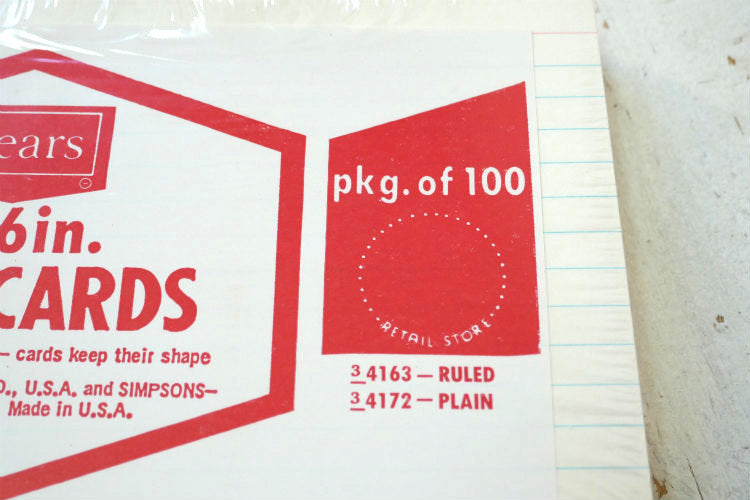 ears
6in.
CARDS
– cards keep their shape
., U.S.A. and SIMPSONS–
Made in U.S.A.
pkg. of 100
RETAIL STORE
3 4163 – RULED
3 4172 – PLAIN